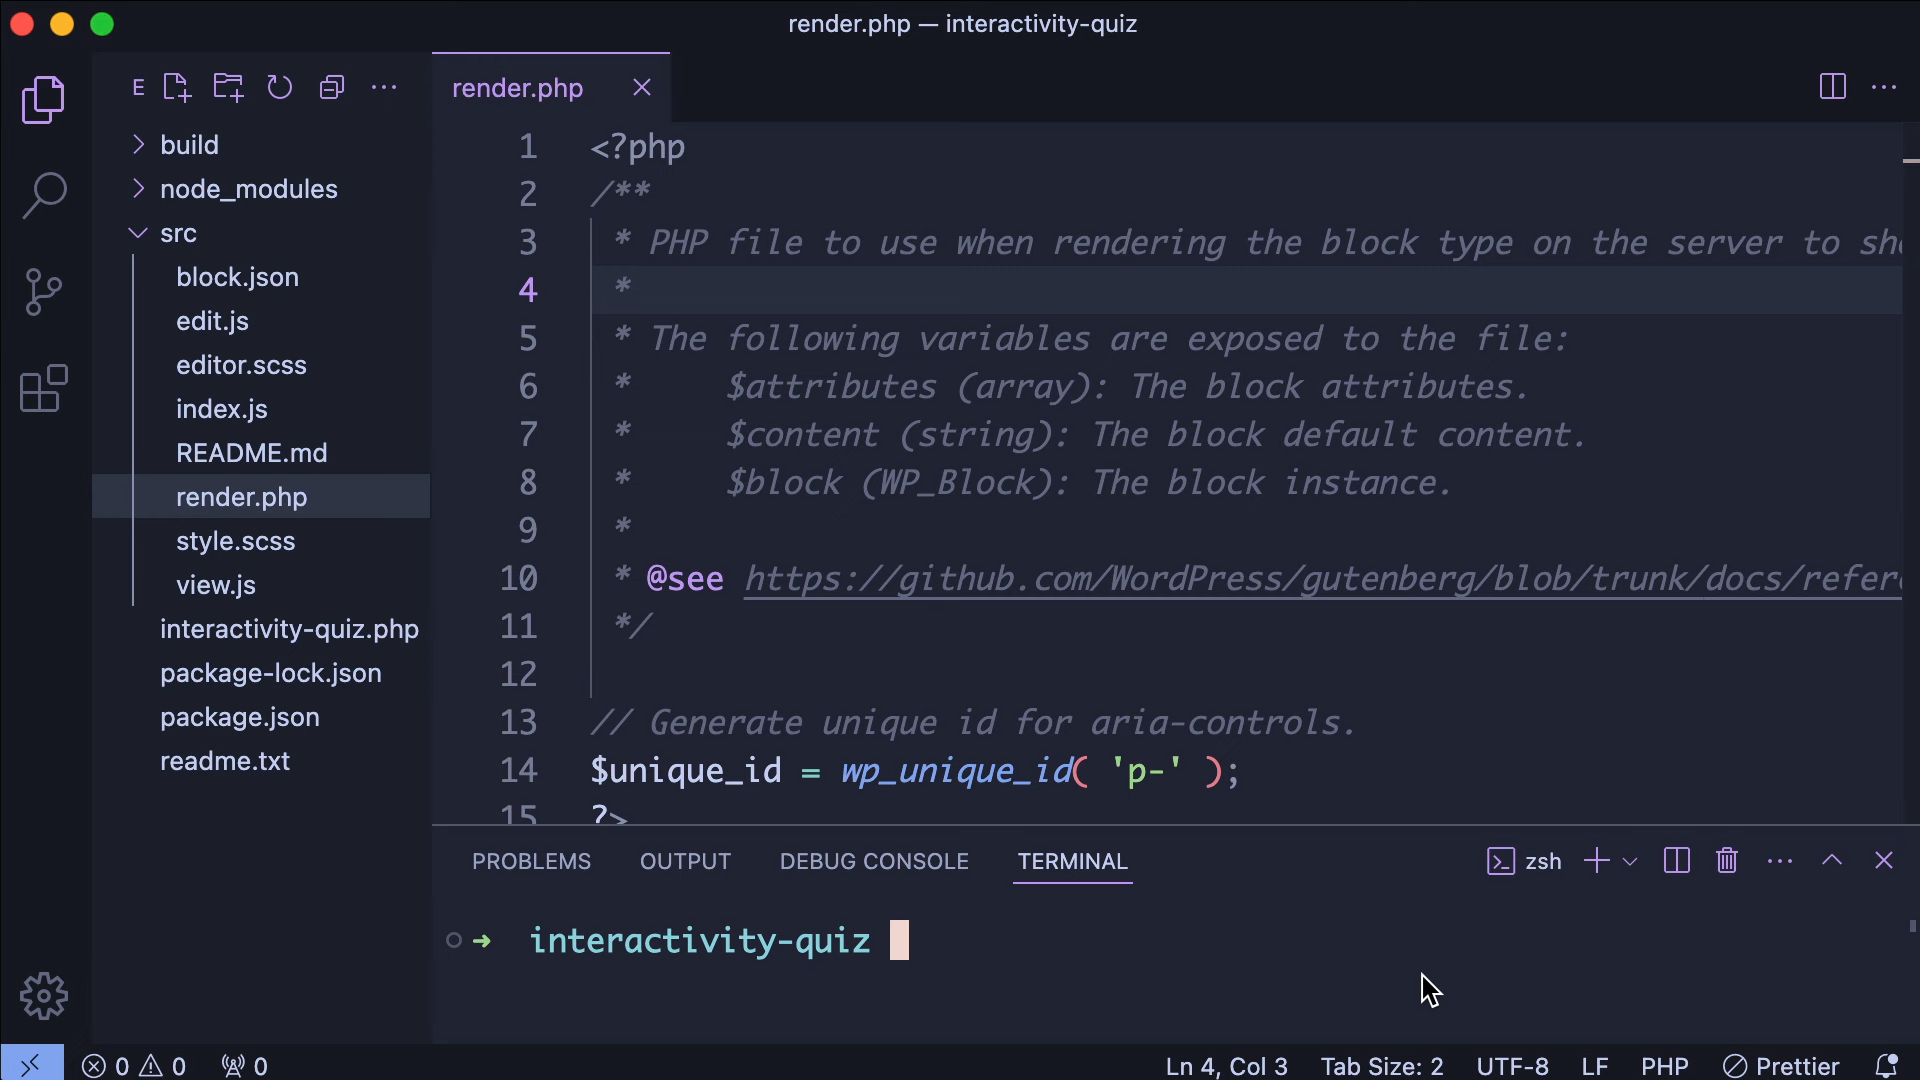 render.php — interactivity-quiz
E
render.php
build
node_modules
src
block.json
edit.js
editor.scss
index.js
README.md
render.php
style.scss
view.js
interactivity-quiz.php
package-lock.json
package.json
readme.txt
1 <?php
2 /**
3 * PHP file to use when rendering the block type on the server to sh
4 *
5 * The following variables are exposed to the file:
6 * $attributes (array): The block attributes.
7 * $content (string): The block default content.
8 * $block (WP_Block): The block instance.
9 *
10 * @see https://github.com/WordPress/gutenberg/blob/trunk/docs/refer
11 */
12
13 // Generate unique id for aria-controls.
14 $unique_id = wp_unique_id( 'p-' );
15 ?>
PROBLEMS OUTPUT DEBUG CONSOLE TERMINAL zsh
➜ interactivity-quiz
0 0 0 Ln 4, Col 3 Tab Size: 2 UTF-8 LF PHP Prettier